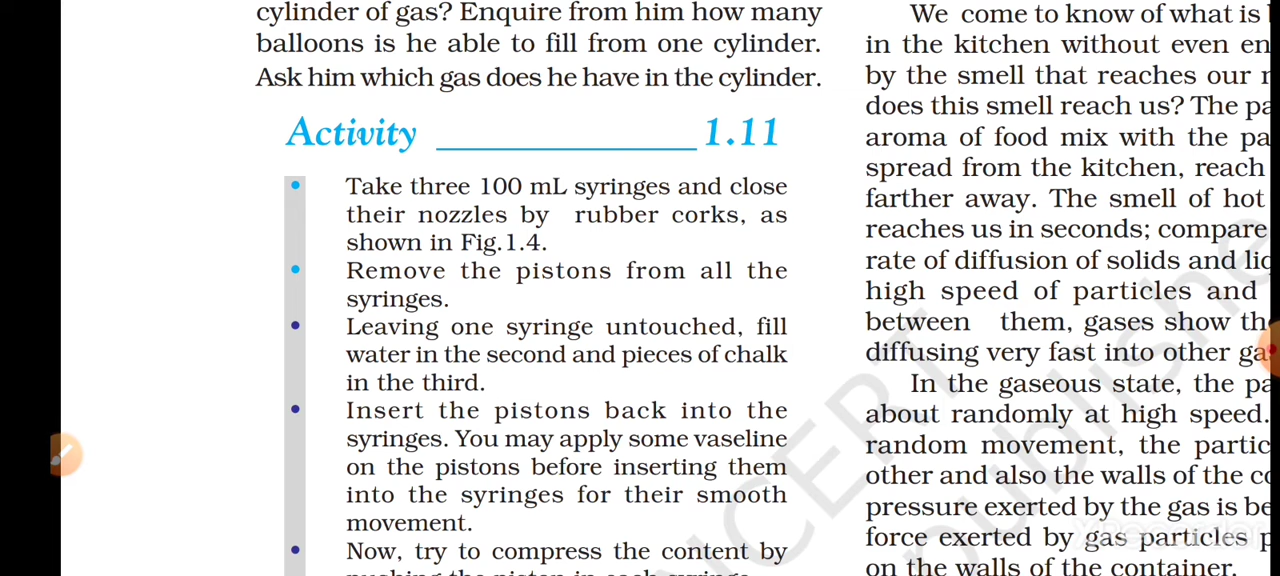 cylinder of gas? Enquire from him how many
balloons is he able to fill from one cylinder.
Ask him which gas does he have in the cylinder.
Activity 1.11
• Take three 100 mL syringes and close
their nozzles by rubber corks, as
shown in Fig.1.4.
• Remove the pistons from all the
syringes.
• Leaving one syringe untouched, fill
water in the second and pieces of chalk
in the third.
• Insert the pistons back into the
syringes. You may apply some vaseline
on the pistons before inserting them
into the syringes for their smooth
movement.
• Now, try to compress the content by
pushing the piston in each syringe.
We come to know of what is
in the kitchen without even en
by the smell that reaches our
does this smell reach us? The pa
aroma of food mix with the pa
spread from the kitchen, reach
farther away. The smell of hot
reaches us in seconds; compare
rate of diffusion of solids and liq
high speed of particles and
between them, gases show th
diffusing very fast into other ga
In the gaseous state, the pa
about randomly at high speed.
random movement, the partic
other and also the walls of the co
pressure exerted by the gas is be
force exerted by gas particles p
on the walls of the container.
NCERT
publishe
XRecorder